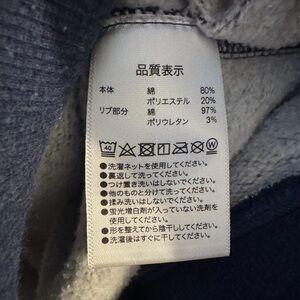 品質表示
本体 綿 80%
ポリエステル 20%
リブ部分 綿 97%
ポリウレタン 3%
40
●洗濯ネットを使用してください。
●裏返して洗ってください。
●つけ置き洗いはしないでください。
●他のものと分けて洗ってください。
●揉み洗いはしないでください。
●蛍光増白剤が入っていない洗剤を
使用してください。
●形を整えてから陰干ししてください。
●洗濯後はすぐに干してください。